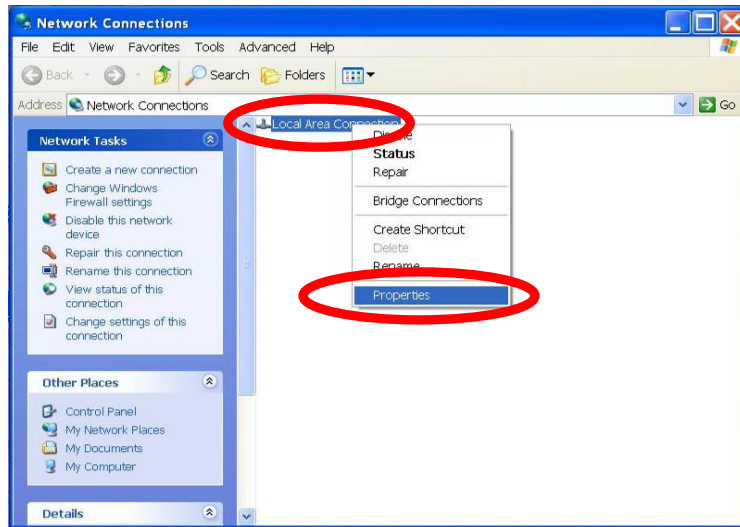 Network Connections
File Edit View Favorites Tools Advanced Help
Back Search Folders
Address Network Connections Go
Network Tasks
Create a new connection
Change Windows
Firewall settings
Disable this network
device
Repair this connection
Rename this connection
View status of this
connection
Change settings of this
connection
Other Places
Control Panel
My Network Places
My Documents
My Computer
Details
Local Area Connection
Disable
Status
Repair
Bridge Connections
Create Shortcut
Delete
Rename
Properties